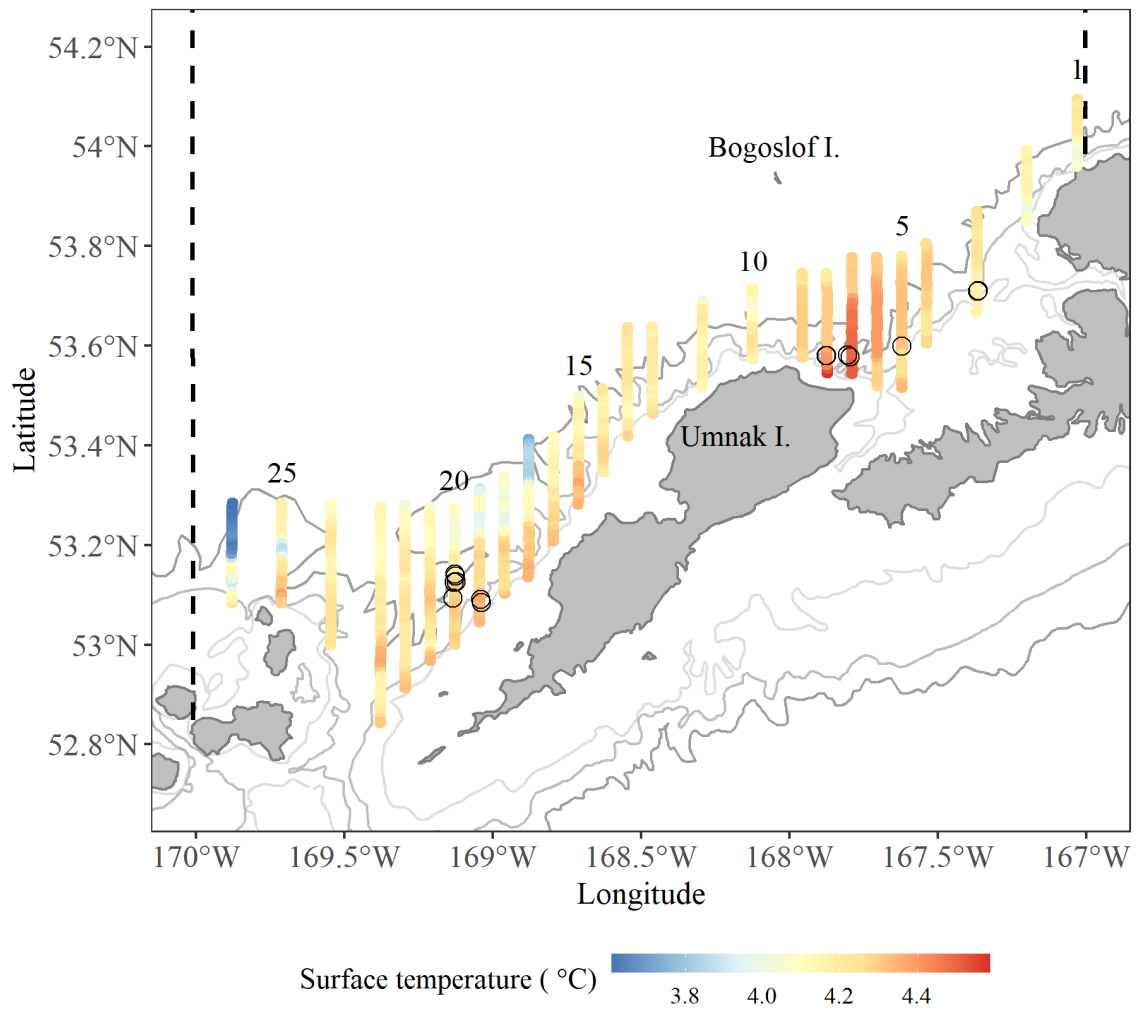 54.2°N
54°N
53.8°N
53.6°N
53.4°N
53.2°N
53°N
52.8°N
Latitude
1
Bogoslof I.
5
10
15
Umnak I.
20
25
170°W
169.5°W
169°W
168.5°W
168°W
167.5°W
167°W
Longitude
Surface temperature ( °C)
3.8
4.0
4.2
4.4